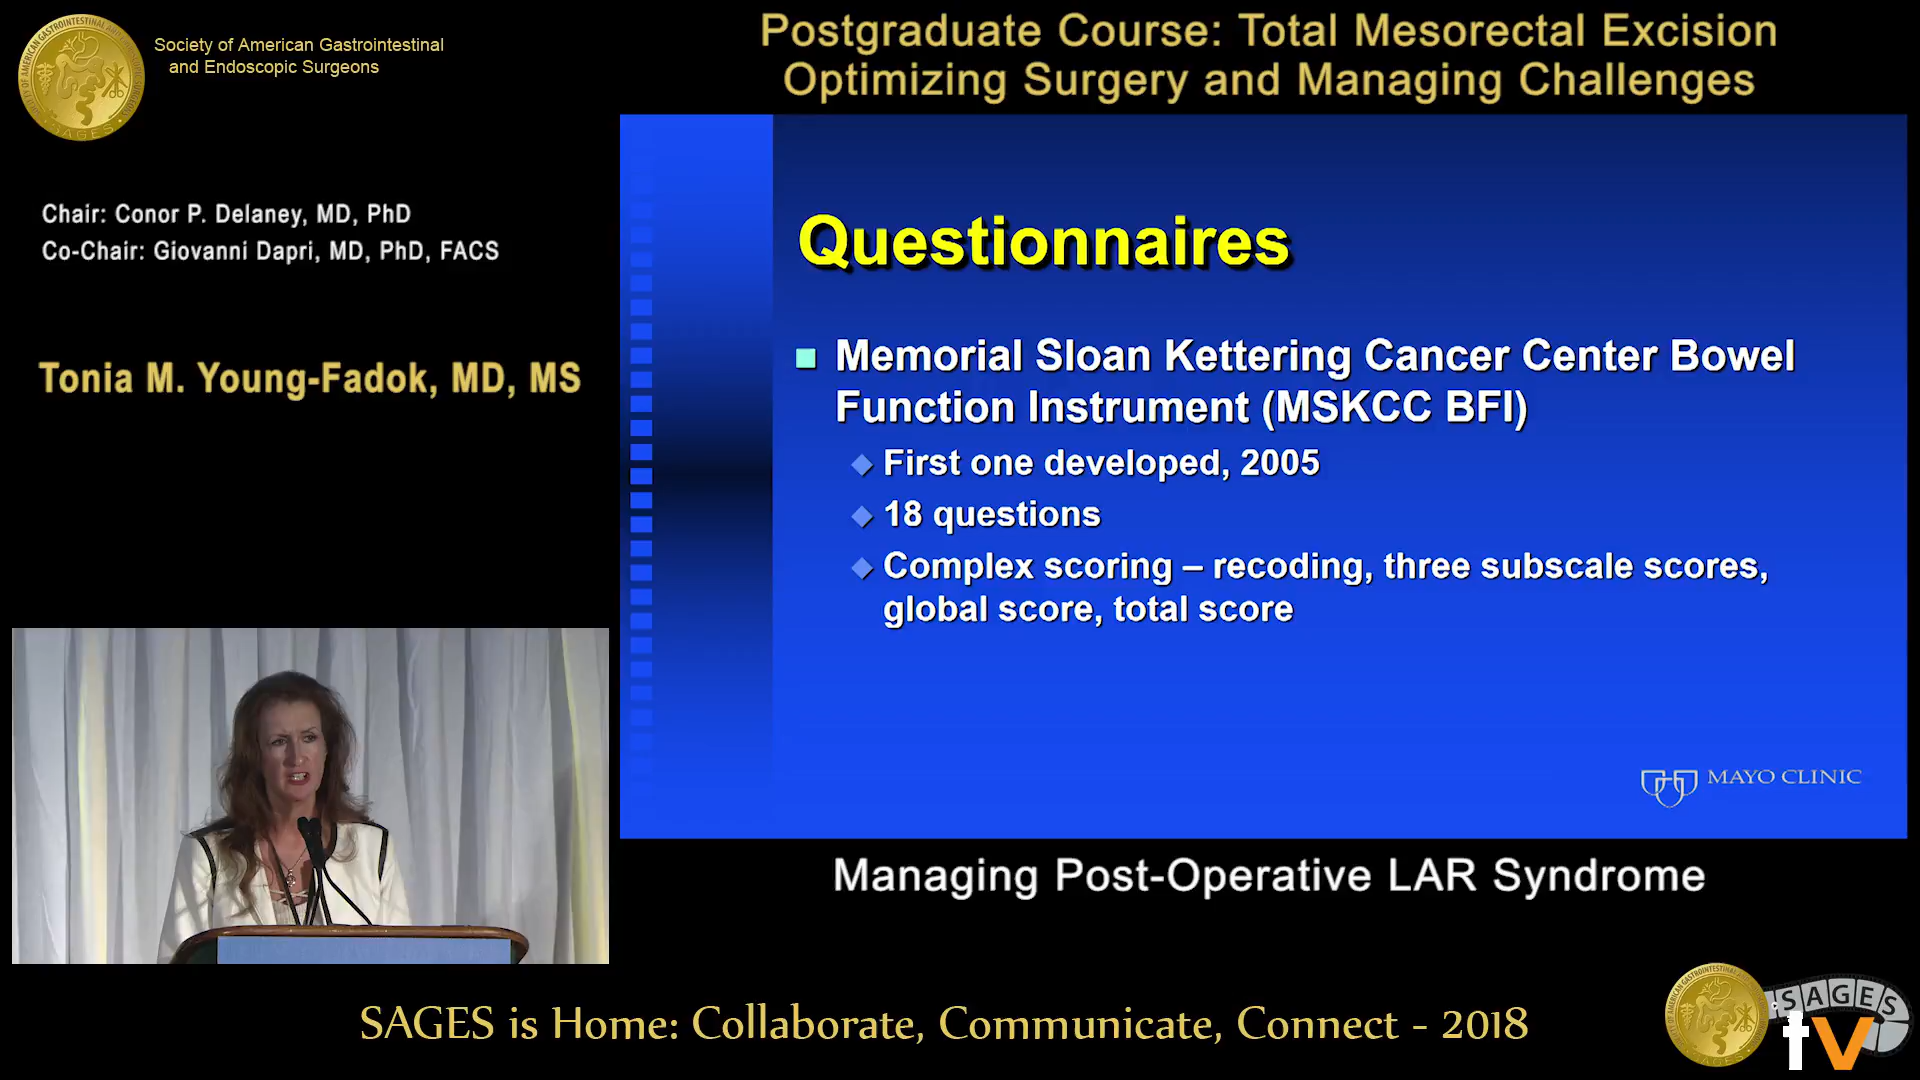 Society of American Gastrointestinal
and Endoscopic Surgeons
Postgraduate Course: Total Mesorectal Excision
Optimizing Surgery and Managing Challenges
Chair: Conor P. Delaney, MD, PhD
Co-Chair: Giovanni Dapri, MD, PhD, FACS
Tonia M. Young-Fadok, MD, MS
Questionnaires
Memorial Sloan Kettering Cancer Center Bowel
Function Instrument (MSKCC BFI)
First one developed, 2005
18 questions
Complex scoring – recoding, three subscale scores,
global score, total score
MAYO CLINIC
Managing Post-Operative LAR Syndrome
SAGES is Home: Collaborate, Communicate, Connect - 2018
SAGES
tv